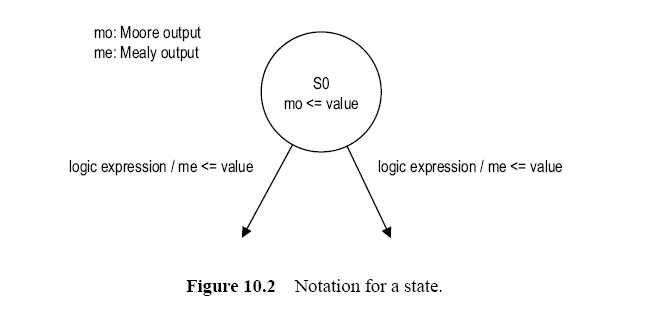 mo: Moore output
me: Mealy output
S0
mo <= value
logic expression / me <= value
logic expression / me <= value
Figure 10.2 Notation for a state.